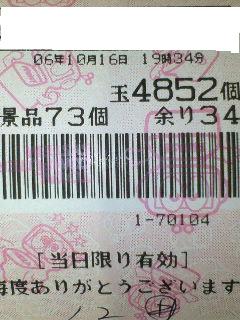 06年10月16日 19時34分
玉4852個
景品73個 余り34
1-70104
[当日限り有効]
毎度ありがとうございます
12